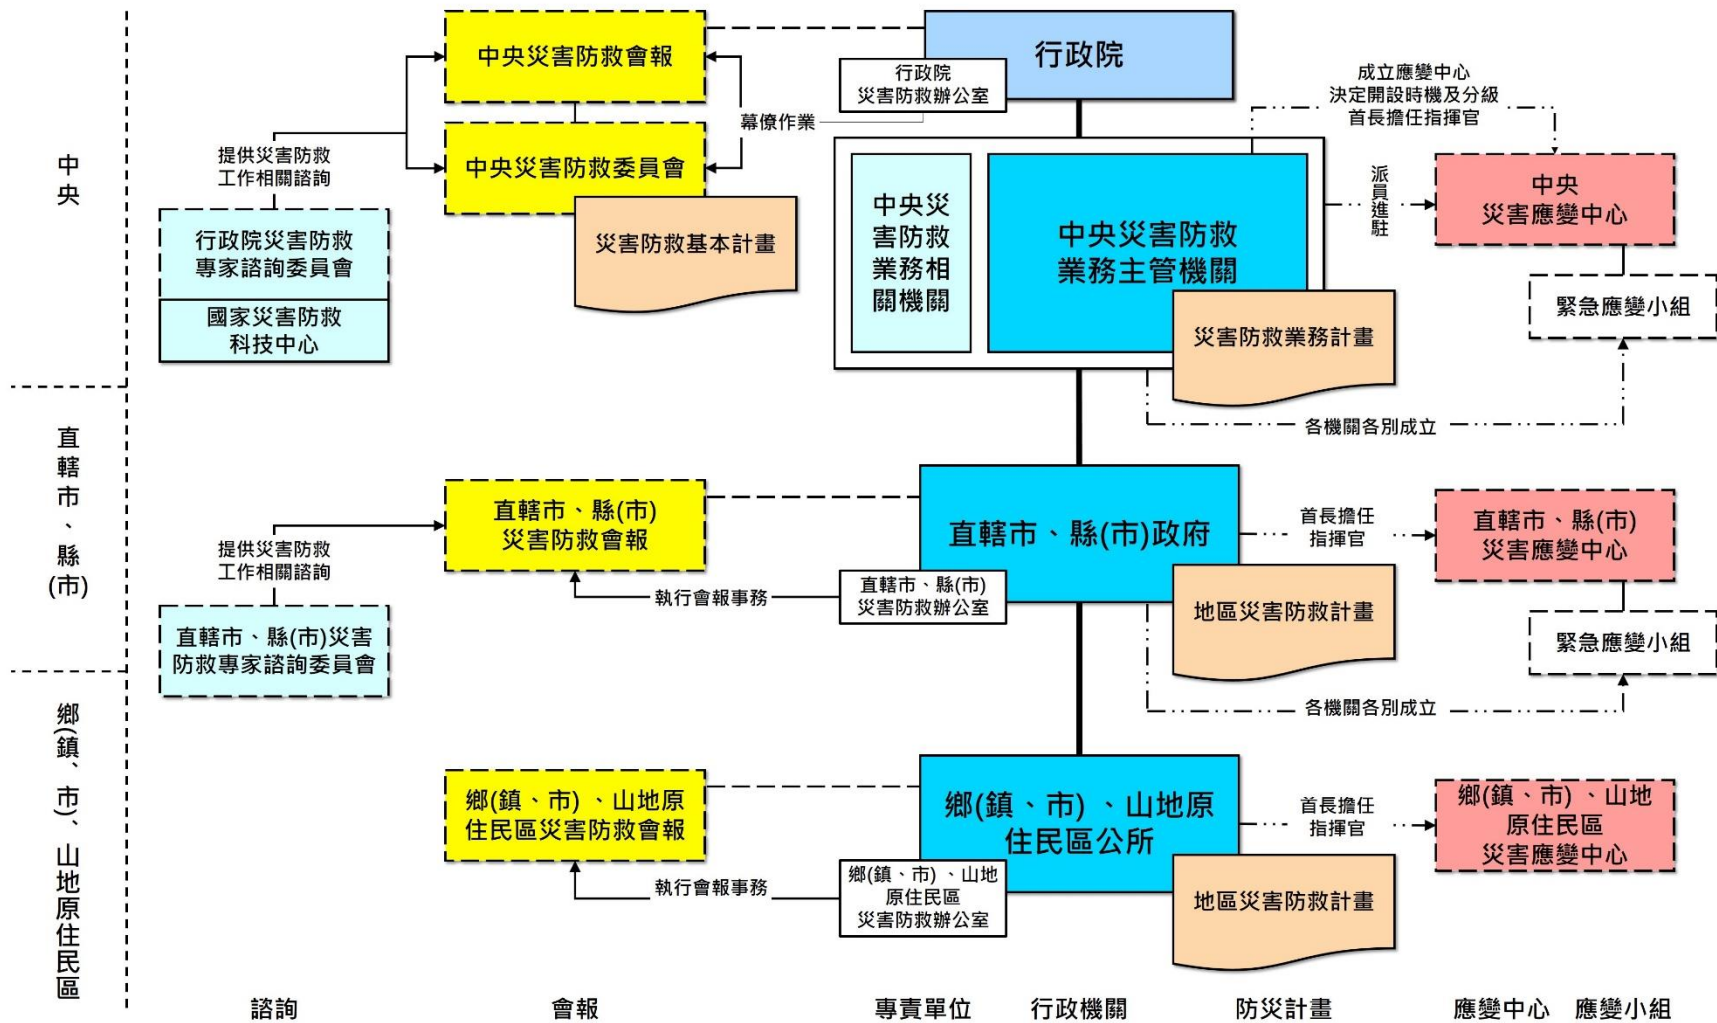 中央
中央災害防救會報
行政院
行政院
災害防救辦公室
幕僚作業
成立應變中心
決定開設時機及分級
首長擔任指揮官
提供災害防救
工作相關諮詢
中央災害防救委員會
災害防救基本計畫
行政院災害防救
專家諮詢委員會
國家災害防救
科技中心
中央災
害防救
業務相
關機關
中央災害防救
業務主管機關
災害防救業務計畫
派員進駐
中央
災害應變中心
緊急應變小組
各機關各別成立
直轄市、縣(市)
直轄市、縣(市)
災害防救會報
直轄市、縣(市)政府
首長擔任
指揮官
直轄市、縣(市)
災害應變中心
提供災害防救
工作相關諮詢
執行會報事務
直轄市、縣(市)
災害防救辦公室
地區災害防救計畫
緊急應變小組
直轄市、縣(市)災害
防救專家諮詢委員會
各機關各別成立
鄉(鎮、市)、山地原住民區
鄉(鎮、市)、山地原
住民區災害防救會報
鄉(鎮、市)、山地原
住民區公所
首長擔任
指揮官
鄉(鎮、市)、山地
原住民區
災害應變中心
執行會報事務
鄉(鎮、市)、山地
原住民區
災害防救辦公室
地區災害防救計畫
諮詢
會報
專責單位
行政機關
防災計畫
應變中心
應變小組